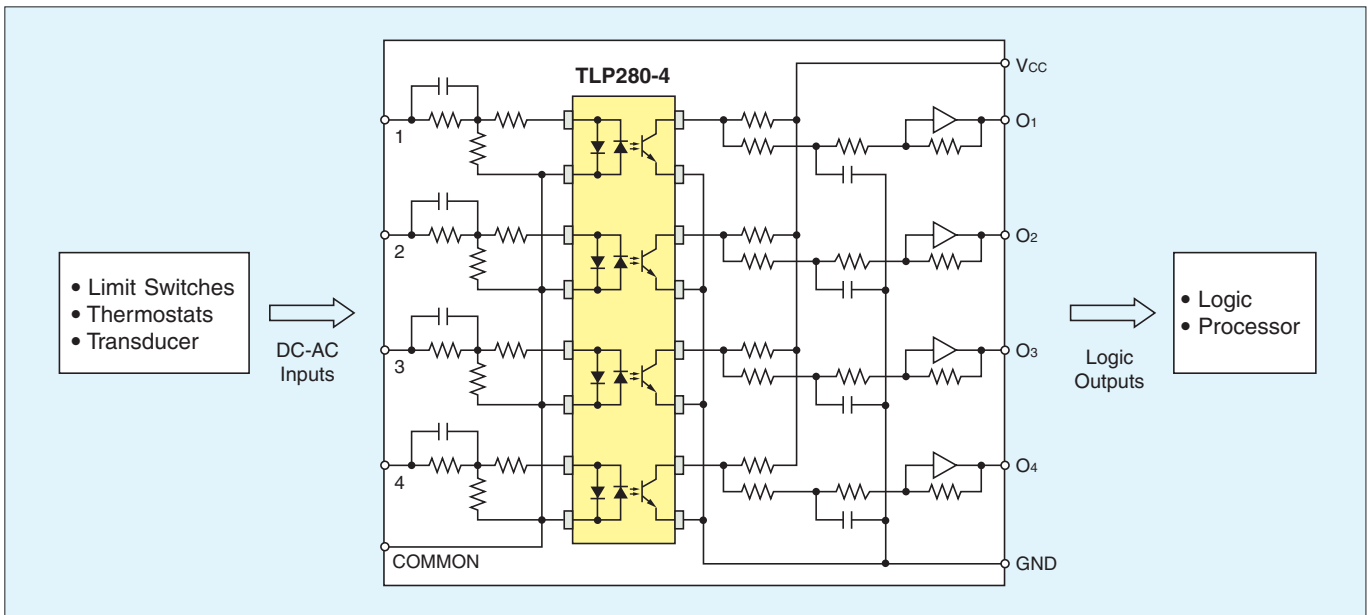 • Limit Switches
• Thermostats
• Transducer
DC-AC
Inputs
TLP280-4
1
2
3
4
COMMON
VCC
O1
O2
O3
O4
GND
Logic
Outputs
• Logic
• Processor